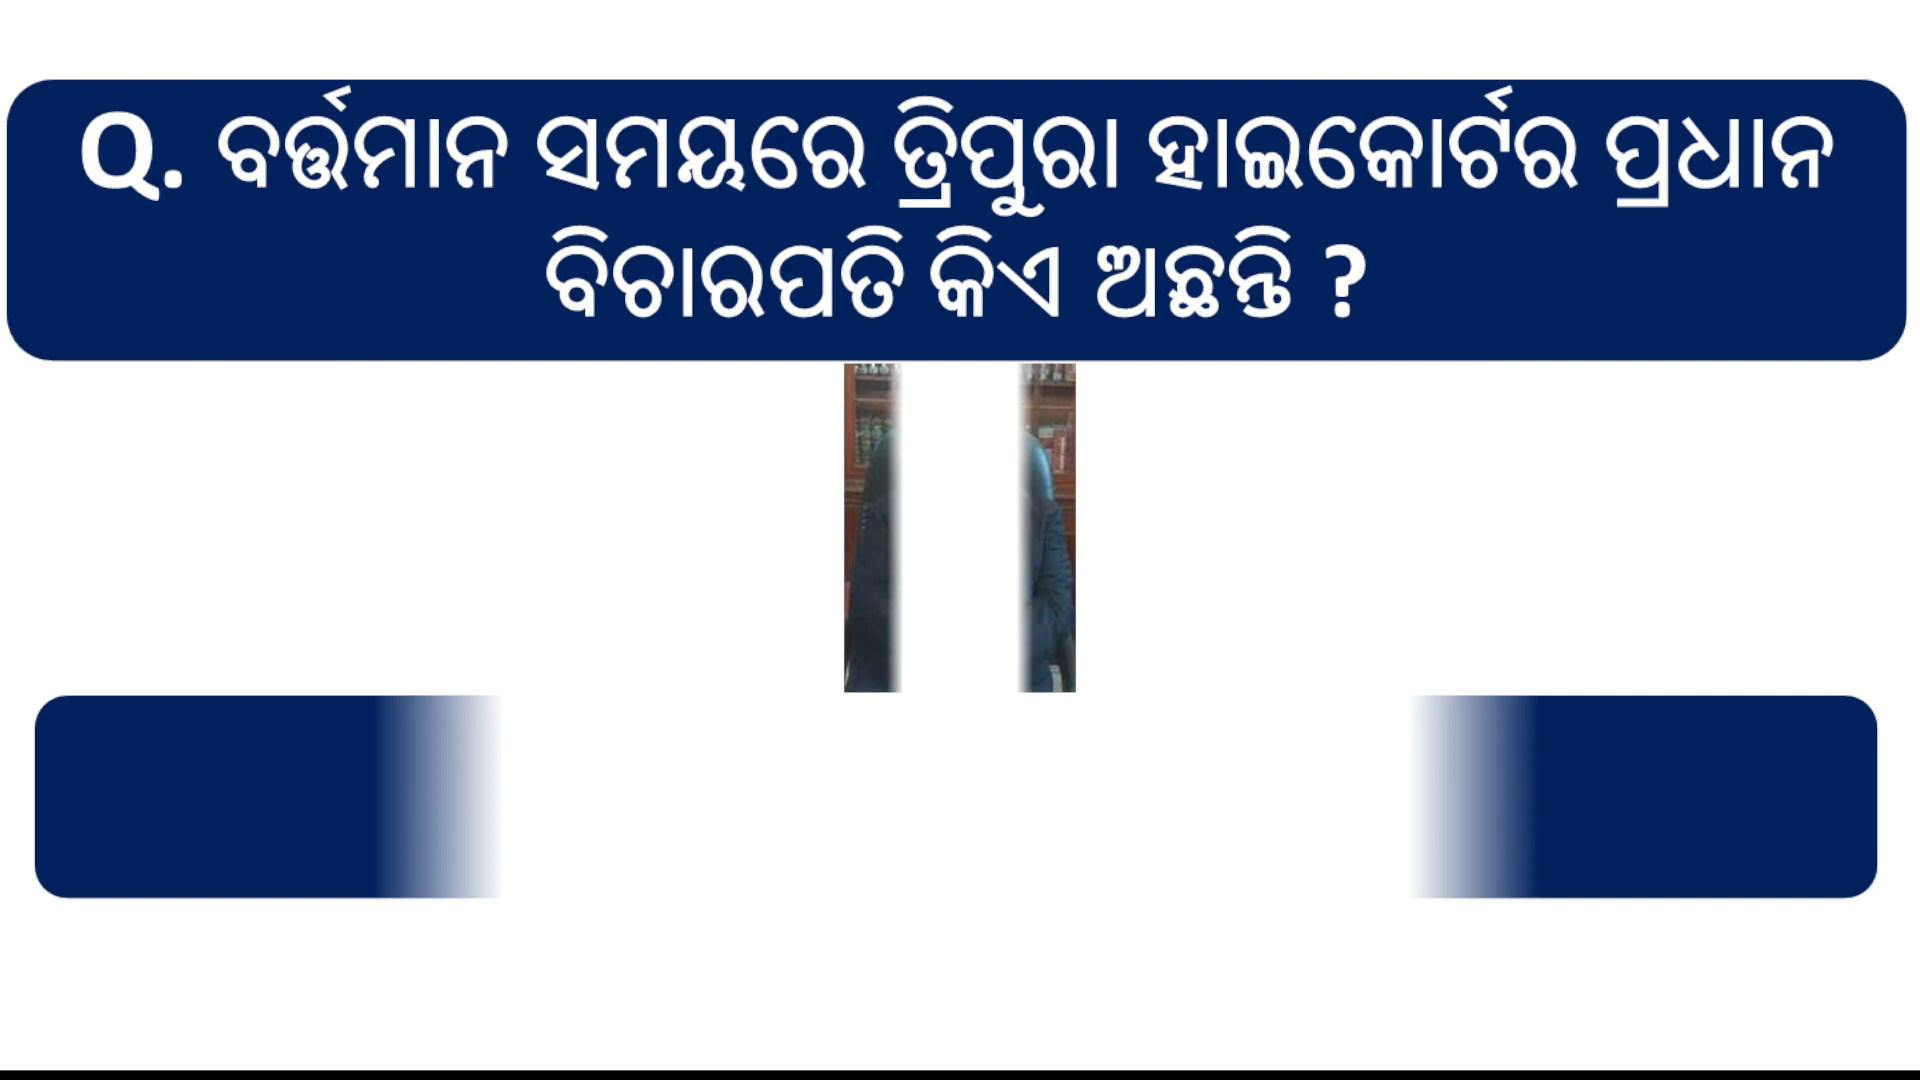 Q. ବର୍ତ୍ତମାନ ସମୟରେ ତ୍ରିପୁରା ହାଇକୋର୍ଟର ପ୍ରଧାନ
ବିଚାରପତି କିଏ ଅଛନ୍ତି ?